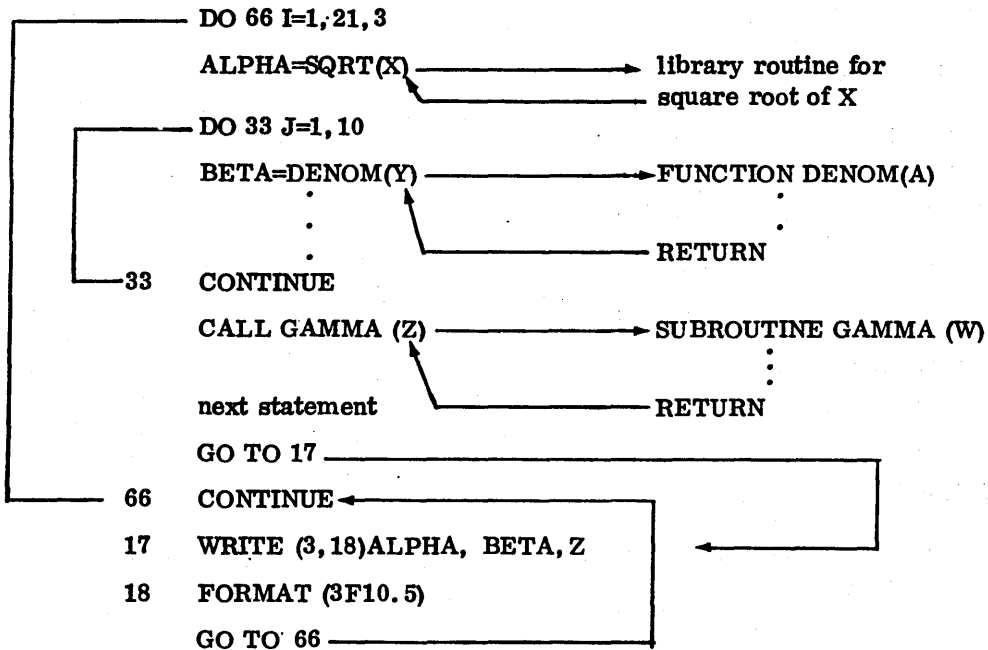 DO 66 I=1, 21, 3
ALPHA=SQRT(X) library routine for
square root of X
DO 33 J=1, 10
BETA=DENOM(Y) FUNCTION DENOM(A)
RETURN
33 CONTINUE
CALL GAMMA (Z) SUBROUTINE GAMMA (W)
next statement RETURN
GO TO 17
66 CONTINUE
17 WRITE (3, 18)ALPHA, BETA, Z
18 FORMAT (3F10. 5)
GO TO 66